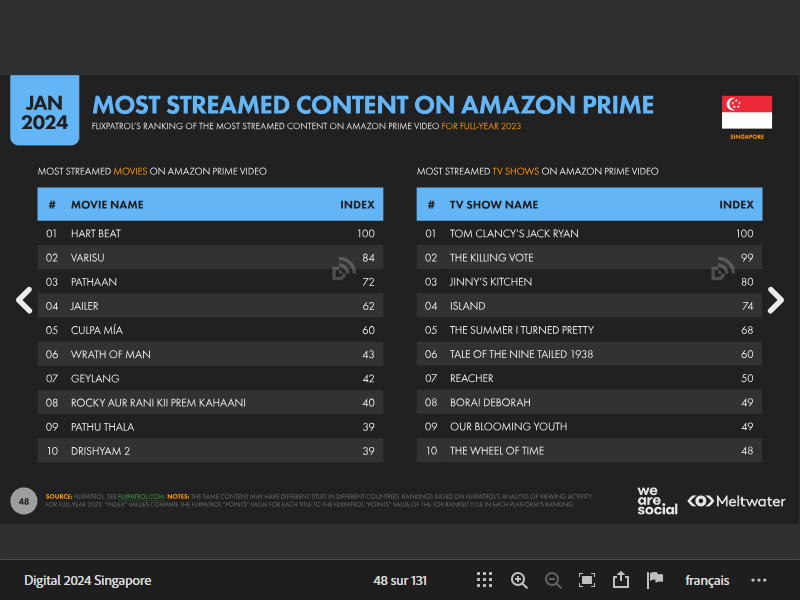 JAN
2024
MOST STREAMED CONTENT ON AMAZON PRIME
FLIXPATROL'S RANKING OF THE MOST STREAMED CONTENT ON AMAZON PRIME VIDEO FOR FULL-YEAR 2023
SINGAPORE
MOST STREAMED MOVIES ON AMAZON PRIME VIDEO
# MOVIE NAME INDEX
01 HART BEAT 100
02 VARISU 84
03 PATHAAN 72
04 JAILER 62
05 CULPA MÍA 60
06 WRATH OF MAN 43
07 GEYLANG 42
08 ROCKY AUR RANI KII PREM KAHAANI 40
09 PATHU THALA 39
10 DRISHYAM 2 39
MOST STREAMED TV SHOWS ON AMAZON PRIME VIDEO
# TV SHOW NAME INDEX
01 TOM CLANCY'S JACK RYAN 100
02 THE KILLING VOTE 99
03 JINNY'S KITCHEN 80
04 ISLAND 74
05 THE SUMMER I TURNED PRETTY 68
06 TALE OF THE NINE TAILED 1938 60
07 REACHER 50
08 BORA! DEBORAH 49
09 OUR BLOOMING YOUTH 49
10 THE WHEEL OF TIME 48
48
SOURCE: FLIXPATROL. SEE FLIXPATROL.COM. NOTES: THE SAME CONTENT MAY HAVE DIFFERENT TITLES IN DIFFERENT COUNTRIES. RANKINGS BASED ON FLIXPATROL'S ANALYSIS OF VIEWING ACTIVITY
FOR FULL-YEAR 2023. "INDEX" VALUES COMPARE THE FLIXPATROL "POINTS" VALUE FOR EACH TITLE TO THE FLIXPATROL "POINTS" VALUE OF THE TOP-RANKED TITLE IN EACH PLATFORM'S RANKING.
we
are.
social
Meltwater
Digital 2024 Singapore
48 sur 131
français